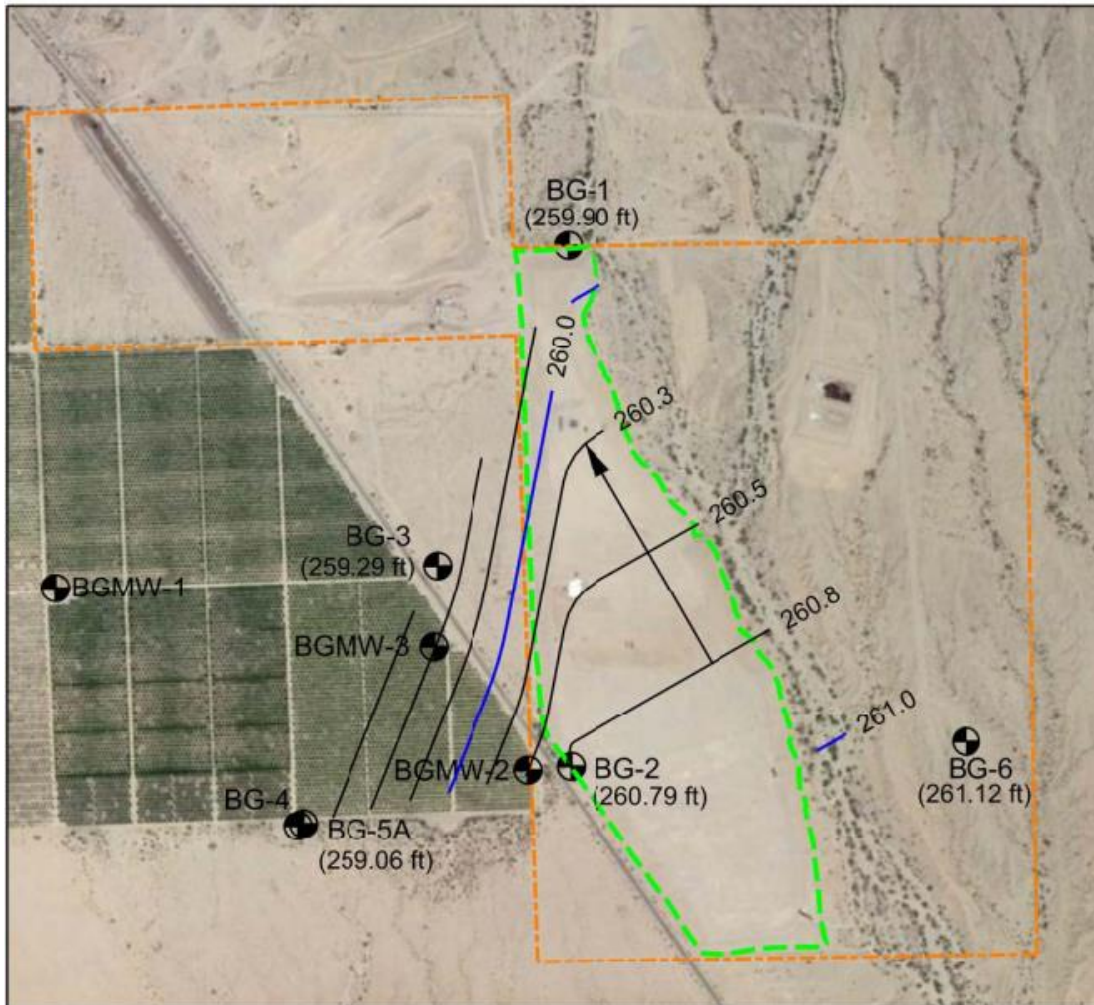 BG-1
(259.90 ft)
260.0
260.3
260.5
BG-3
(259.29 ft)
BGMW-1
260.8
BGMW-3
261.0
BGMW-2
BG-2
(260.79 ft)
BG-6
(261.12 ft)
BG-4
BG-5A
(259.06 ft)